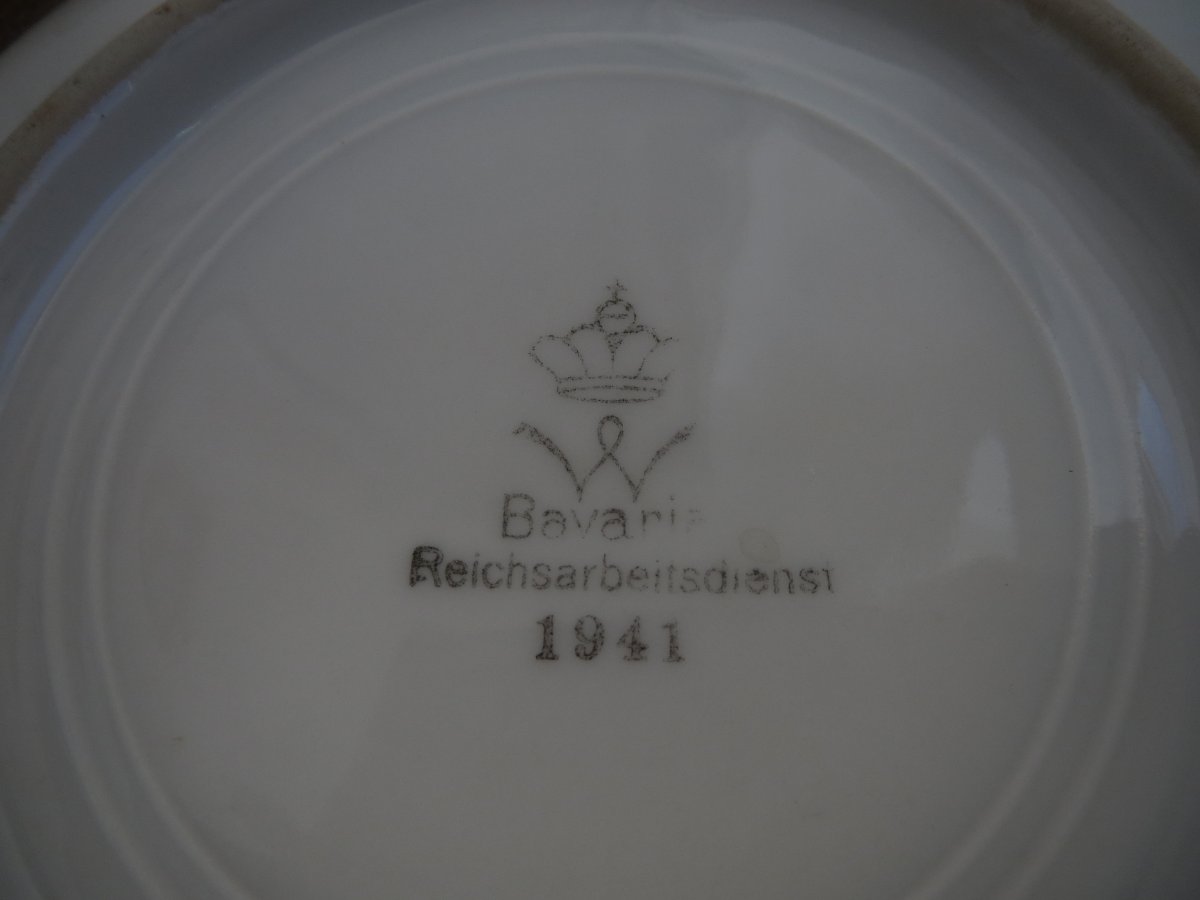 W
Bavaria
Reichsarbeitsdienst
1941